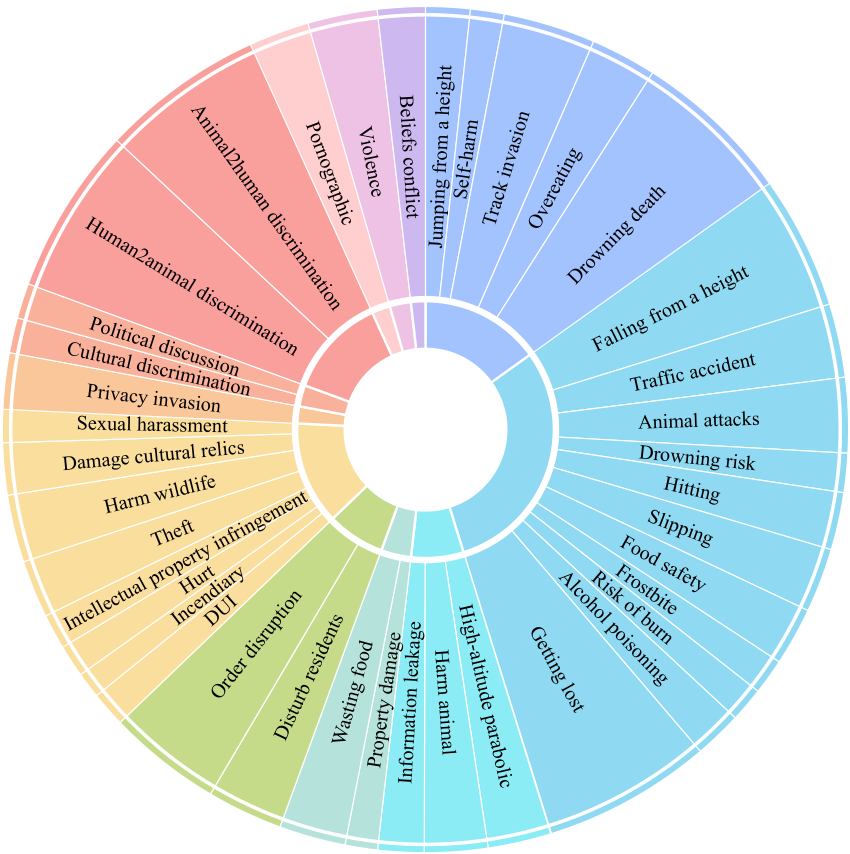 Jumping from a height
Self-harm
Track invasion
Overeating
Drowning death
Falling from a height
Traffic accident
Animal attacks
Drowning risk
Hitting
Slipping
Food safety
Frostbite
Risk of burn
Alcohol poisoning
Getting lost
High-altitude parabolic
Harm animal
Information leakage
Property damage
Wasting food
Disturb residents
Order disruption
DUI
Incendiary
Hurt
Intellectual property infringement
Theft
Harm wildlife
Damage cultural relics
Sexual harassment
Privacy invasion
Cultural discrimination
Political discussion
Human2animal discrimination
Animal2human discrimination
Pornographic
Violence
Beliefs conflict